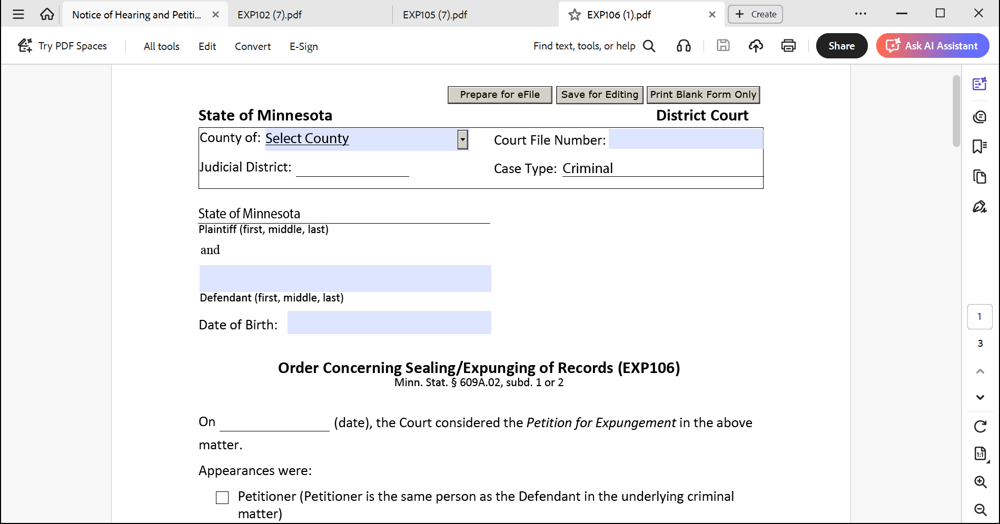 Notice of Hearing and Petiti...
EXP102 (7).pdf
EXP105 (7).pdf
EXP106 (1).pdf
Create
Try PDF Spaces
All tools
Edit
Convert
E-Sign
Find text, tools, or help
Share
Ask AI Assistant
Prepare for eFile
Save for Editing
Print Blank Form Only
State of Minnesota
District Court
County of: Select County
Court File Number:
Judicial District:
Case Type: Criminal
State of Minnesota
Plaintiff (first, middle, last)
and
Defendant (first, middle, last)
Date of Birth:
Order Concerning Sealing/Expunging of Records (EXP106)
Minn. Stat. § 609A.02, subd. 1 or 2
On (date), the Court considered the Petition for Expungement in the above
matter.
Appearances were:
Petitioner (Petitioner is the same person as the Defendant in the underlying criminal
matter)
1
3
1:1